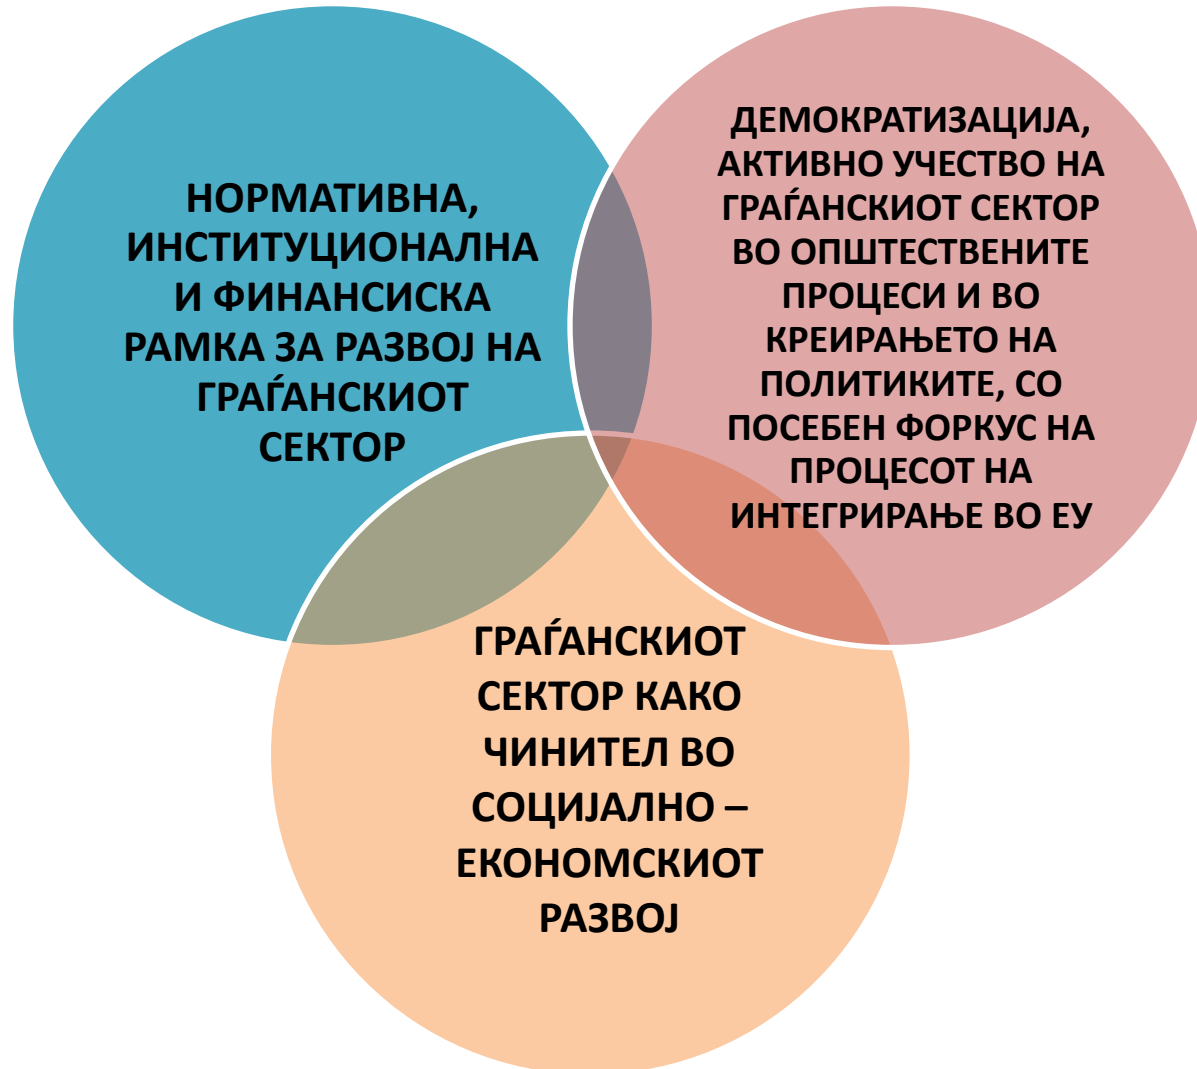 НОРМАТИВНА,
ИНСТИТУЦИОНАЛНА
И ФИНАНСИСКА
РАМКА ЗА РАЗВОЈ НА
ГРАЃАНСКИОТ
СЕКТОР
ДЕМОКРАТИЗАЦИЈА,
АКТИВНО УЧЕСТВО НА
ГРАЃАНСКИОТ СЕКТОР
ВО ОПШТЕСТВЕНИТЕ
ПРОЦЕСИ И ВО
КРЕИРАЊЕТО НА
ПОЛИТИКИТЕ, СО
ПОСЕБЕН ФОРКУС НА
ПРОЦЕСОТ НА
ИНТЕГРИРАЊЕ ВО ЕУ
ГРАЃАНСКИОТ
СЕКТОР КАКО
ЧИНИТЕЛ ВО
СОЦИЈАЛНО –
ЕКОНОМСКИОТ
РАЗВОЈ